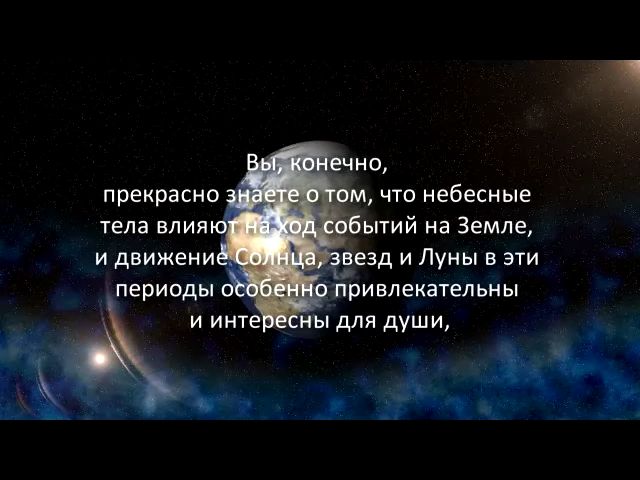 Вы, конечно,
прекрасно знаете о том, что небесные
тела влияют на ход событий на Земле,
и движение Солнца, звезд и Луны в эти
периоды особенно привлекательны
и интересны для души,